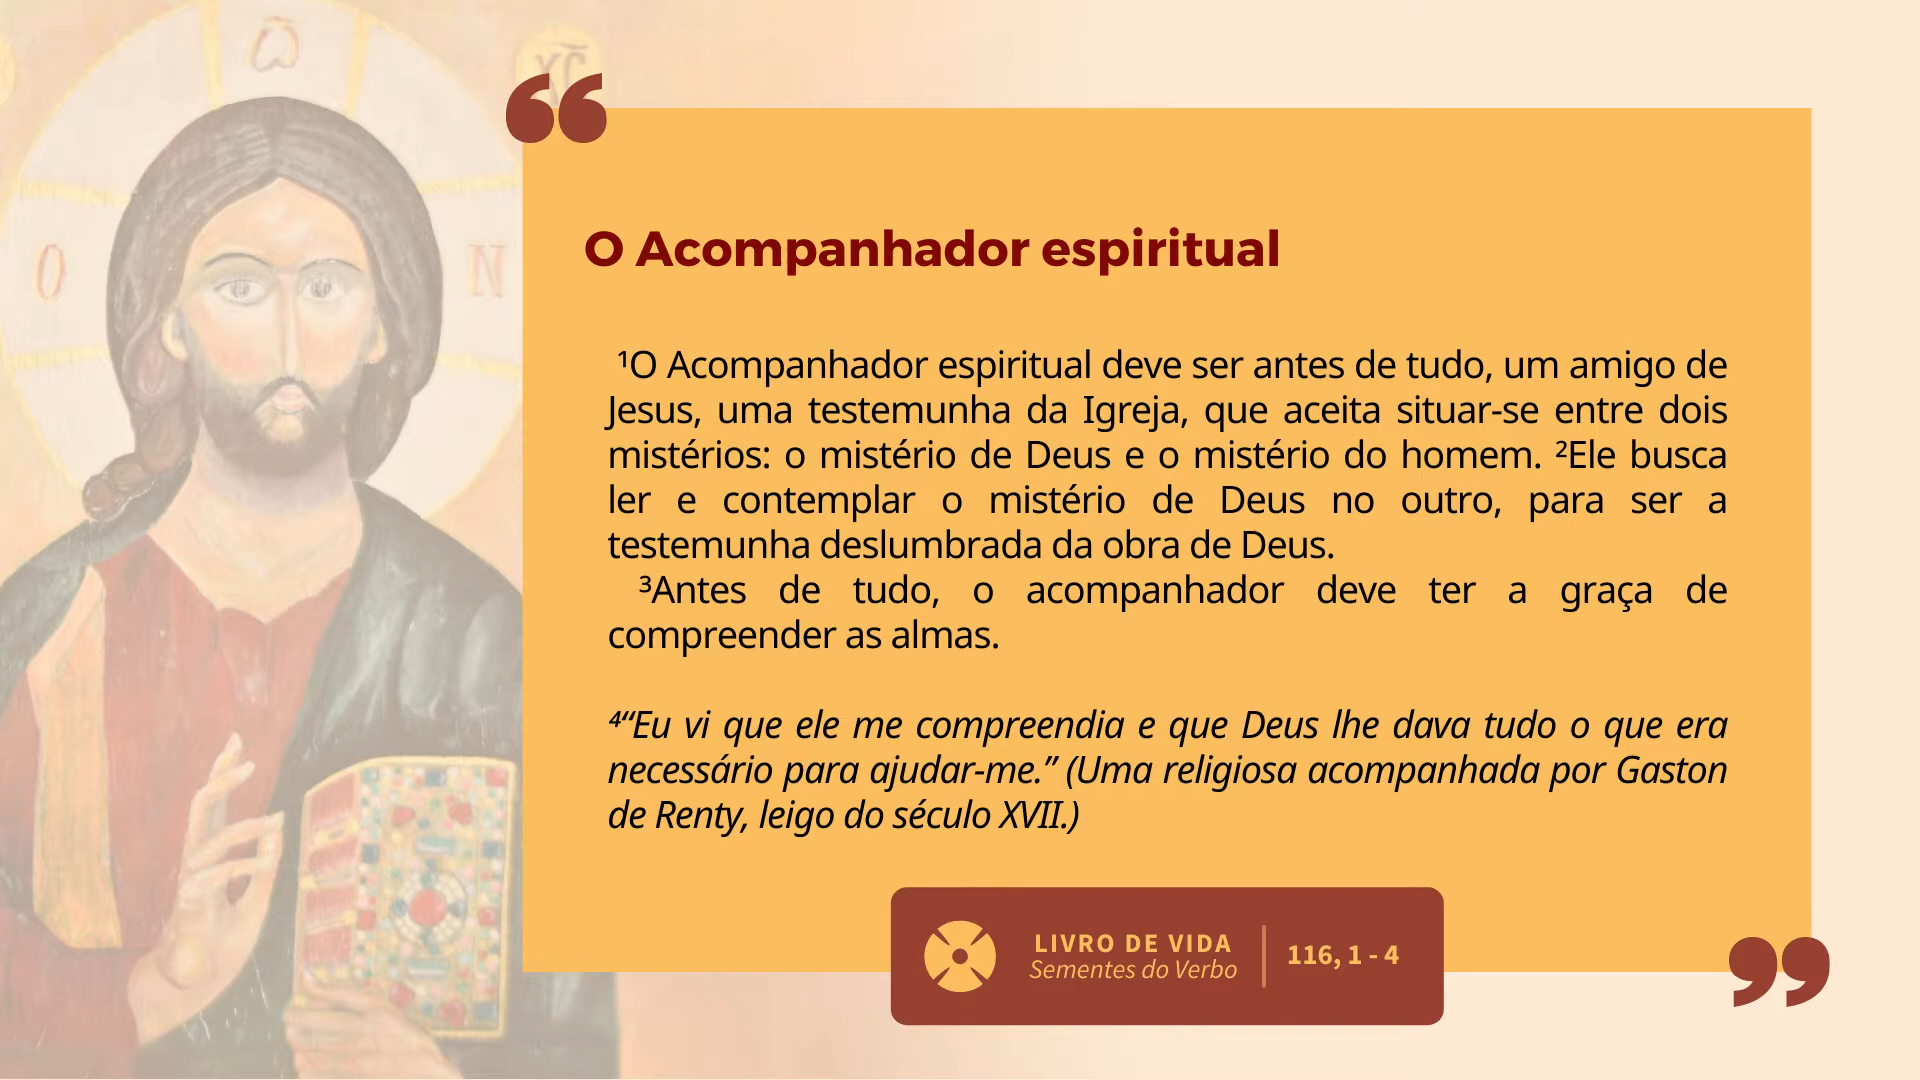 Ѿ
XC
O
N
“
O Acompanhador espiritual
¹O Acompanhador espiritual deve ser antes de tudo, um amigo de
Jesus, uma testemunha da Igreja, que aceita situar-se entre dois
mistérios: o mistério de Deus e o mistério do homem. ²Ele busca
ler e contemplar o mistério de Deus no outro, para ser a
testemunha deslumbrada da obra de Deus.
³Antes de tudo, o acompanhador deve ter a graça de
compreender as almas.
⁴“Eu vi que ele me compreendia e que Deus lhe dava tudo o que era
necessário para ajudar-me.” (Uma religiosa acompanhada por Gaston
de Renty, leigo do século XVII.)
LIVRO DE VIDA
Sementes do Verbo
116, 1 - 4
”